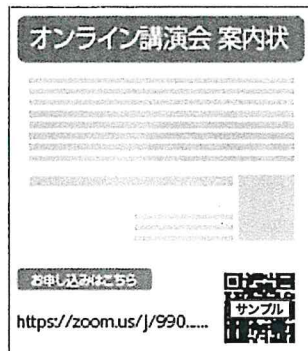 オンライン講演会 案内状
お申し込みはこちら
https://zoom.us/j/990......
サンプル